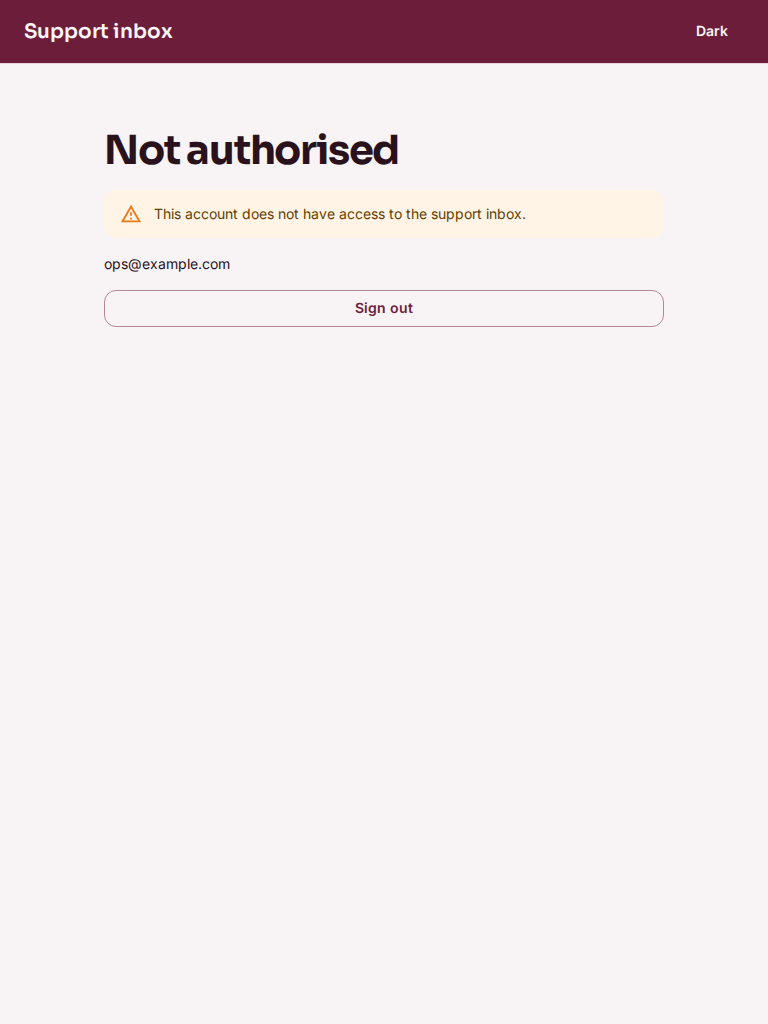 Support inbox
Dark
Not authorised
This account does not have access to the support inbox.
ops@example.com
Sign out